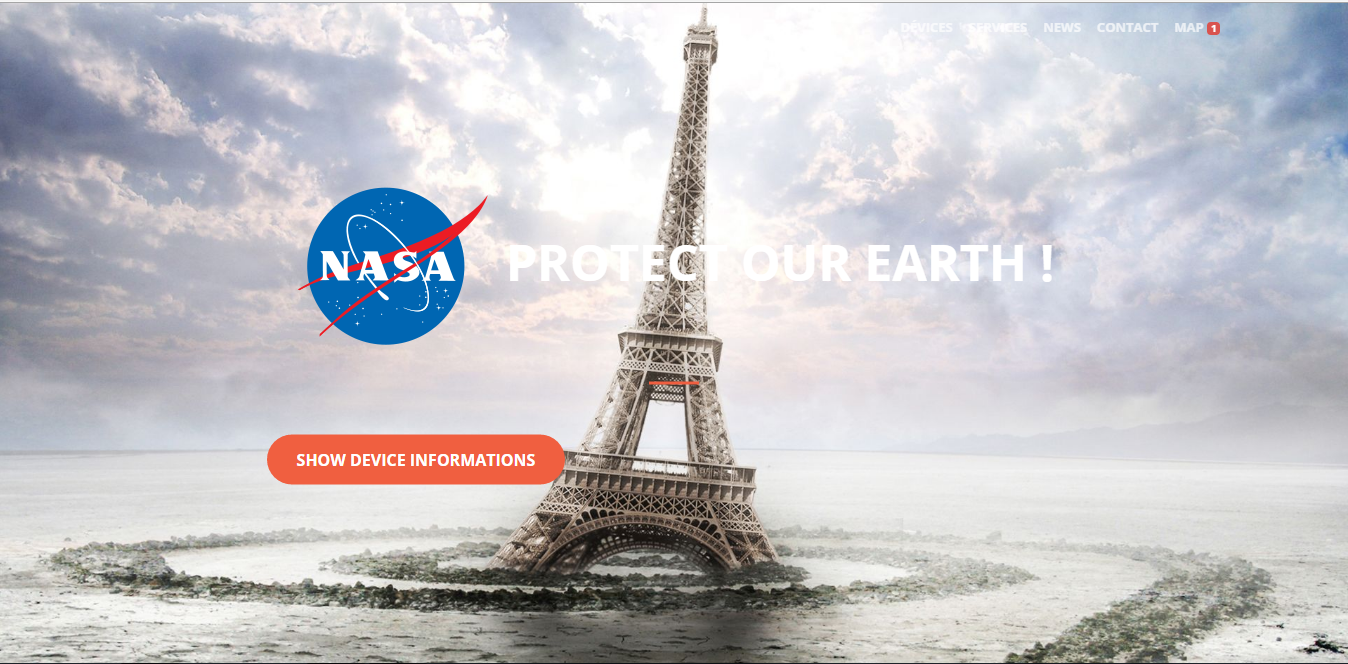 DEVICES SERVICES NEWS CONTACT MAP 1
NASA
PROTECT OUR EARTH !
SHOW DEVICE INFORMATIONS